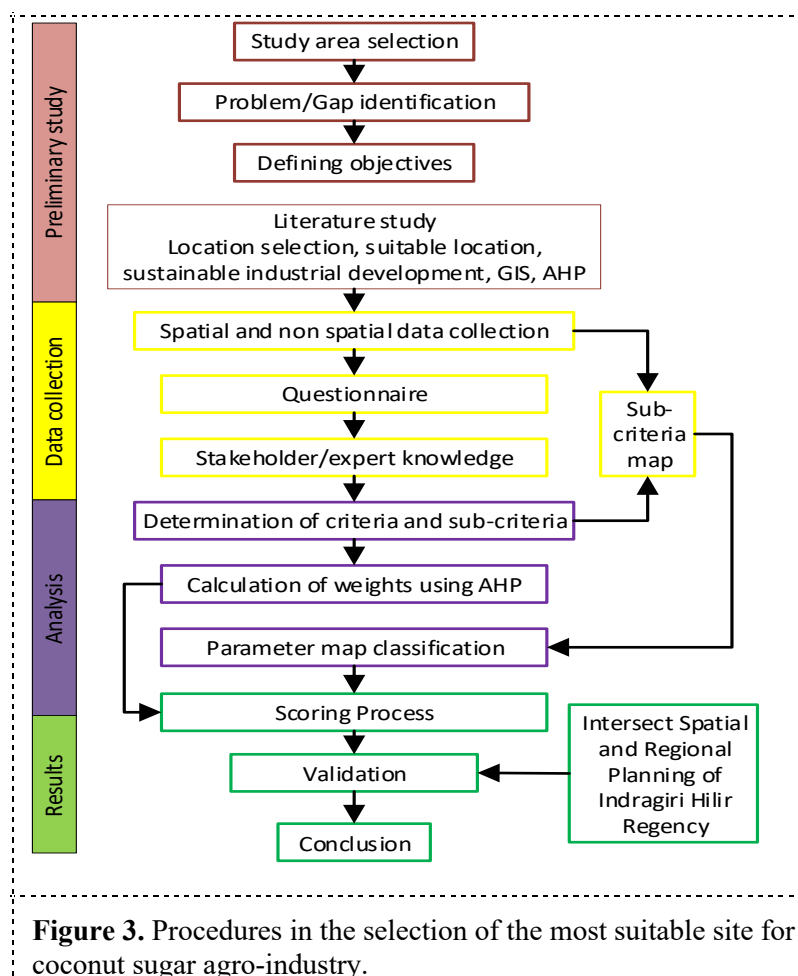 Preliminary study
Study area selection
Problem/Gap identification
Defining objectives
Literature study
Location selection, suitable location,
sustainable industrial development, GIS, AHP
Data collection
Spatial and non spatial data collection
Questionnaire
Stakeholder/expert knowledge
Sub-
criteria
map
Analysis
Determination of criteria and sub-criteria
Calculation of weights using AHP
Parameter map classification
Results
Scoring Process
Validation
Conclusion
Intersect Spatial
and Regional
Planning of
Indragiri Hilir
Regency
Figure 3. Procedures in the selection of the most suitable site for
coconut sugar agro-industry.